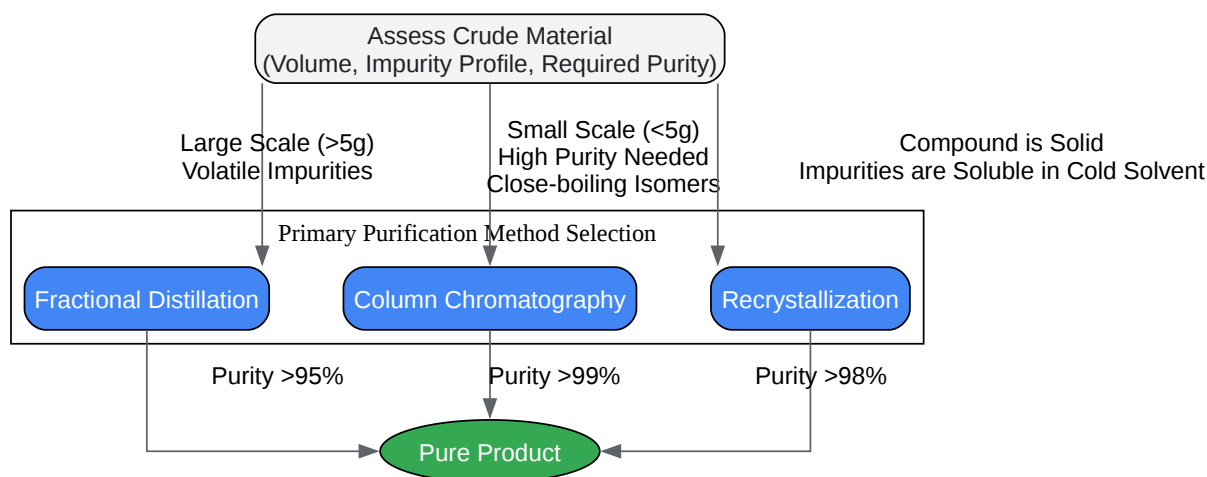 Assess Crude Material
(Volume, Impurity Profile, Required Purity)
Large Scale (>5g)
Volatile Impurities
Small Scale (<5g)
High Purity Needed
Close-boiling Isomers
Compound is Solid
Impurities are Soluble in Cold Solvent
Primary Purification Method Selection
Fractional Distillation
Column Chromatography
Recrystallization
Purity >95%
Purity >99%
Purity >98%
Pure Product